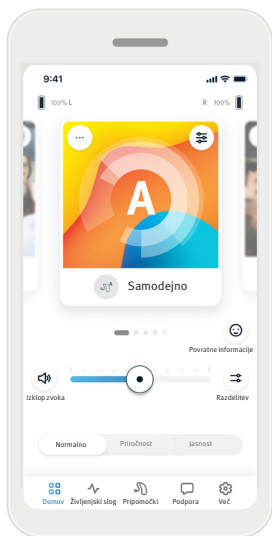 9:41
100% L
R 100%
A
Samodejno
Povratne informacije
Izklop zvoka
Razdelitev
Normalno
Priročnost
Jasnost
Domov
Življenjski slog
Pripomočki
Podpora
Več